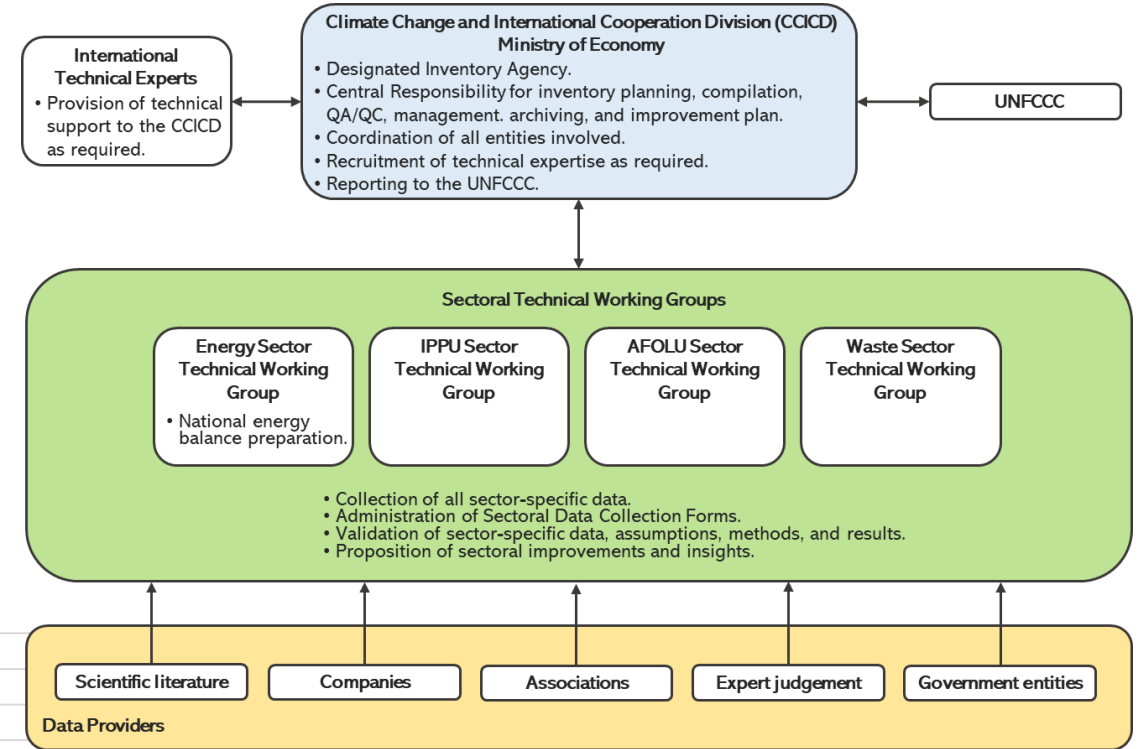 Climate Change and International Cooperation Division (CCICD)
Ministry of Economy
• Designated Inventory Agency.
• Central Responsibility for inventory planning, compilation,
QA/QC, management. archiving, and improvement plan.
• Coordination of all entities involved.
• Recruitment of technical expertise as required.
• Reporting to the UNFCCC.
International
Technical Experts
• Provision of technical
support to the CCICD
as required.
UNFCCC
Sectoral Technical Working Groups
Energy Sector
Technical Working
Group
• National energy
balance preparation.
IPPU Sector
Technical Working
Group
AFOLU Sector
Technical Working
Group
Waste Sector
Technical Working
Group
• Collection of all sector-specific data.
• Administration of Sectoral Data Collection Forms.
• Validation of sector-specific data, assumptions, methods, and results.
• Proposition of sectoral improvements and insights.
Scientific literature
Companies
Associations
Expert judgement
Government entities
Data Providers